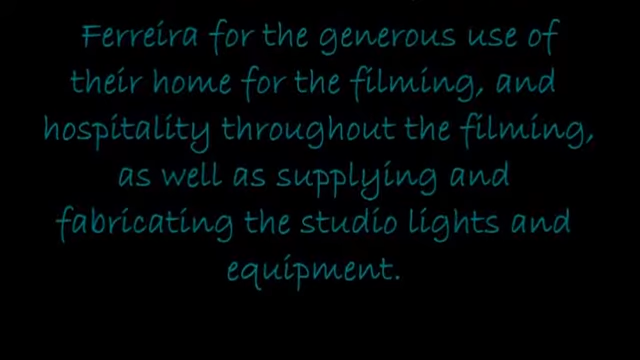 Ferreira for the generous use of
their home for the filming, and
hospitality throughout the filming,
as well as supplying and
fabricating the studio lights and
equipment.